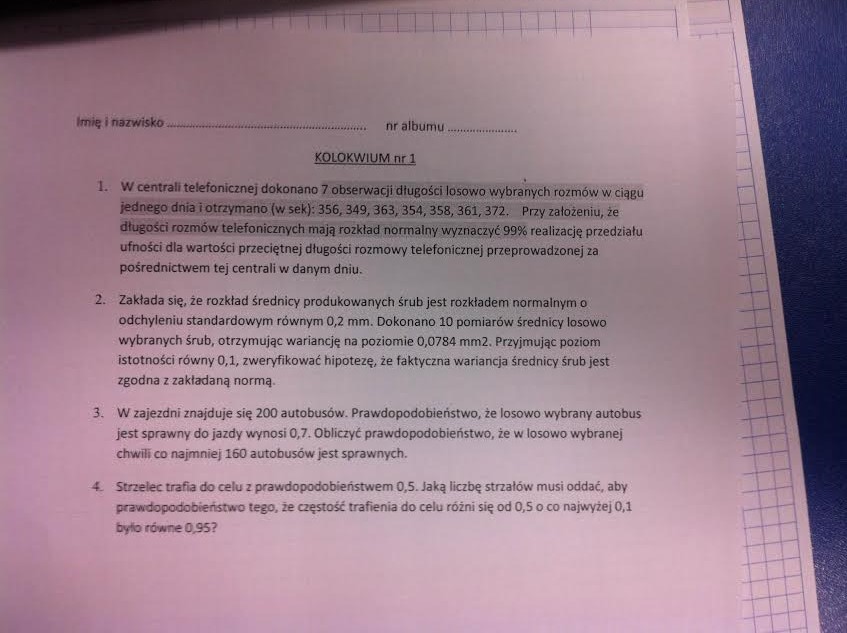 Imię i nazwisko .................................................................. nr albumu ......................
KOLOKWIUM nr 1
1. W centrali telefonicznej dokonano 7 obserwacji długości losowo wybranych rozmów w ciągu
jednego dnia i otrzymano (w sek): 356, 349, 363, 354, 358, 361, 372. Przy założeniu, że
długości rozmów telefonicznych mają rozkład normalny wyznaczyć 99% realizację przedziału
ufności dla wartości przeciętnej długości rozmowy telefonicznej przeprowadzonej za
pośrednictwem tej centrali w danym dniu.
2. Zakłada się, że rozkład średnicy produkowanych śrub jest rozkładem normalnym o
odchyleniu standardowym równym 0,2 mm. Dokonano 10 pomiarów średnicy losowo
wybranych śrub, otrzymując wariancję na poziomie 0,0784 mm2. Przyjmując poziom
istotności równy 0,1, zweryfikować hipotezę, że faktyczna wariancja średnicy śrub jest
zgodna z zakładaną normą.
3. W zajezdni znajduje się 200 autobusów. Prawdopodobieństwo, że losowo wybrany autobus
jest sprawny do jazdy wynosi 0,7. Obliczyć prawdopodobieństwo, że w losowo wybranej
chwili co najmniej 160 autobusów jest sprawnych.
4. Strzelec trafia do celu z prawdopodobieństwem 0,5. Jaką liczbę strzałów musi oddać, aby
prawdopodobieństwo tego, że częstość trafienia do celu różni się od 0,5 o co najwyżej 0,1
było równe 0,95?